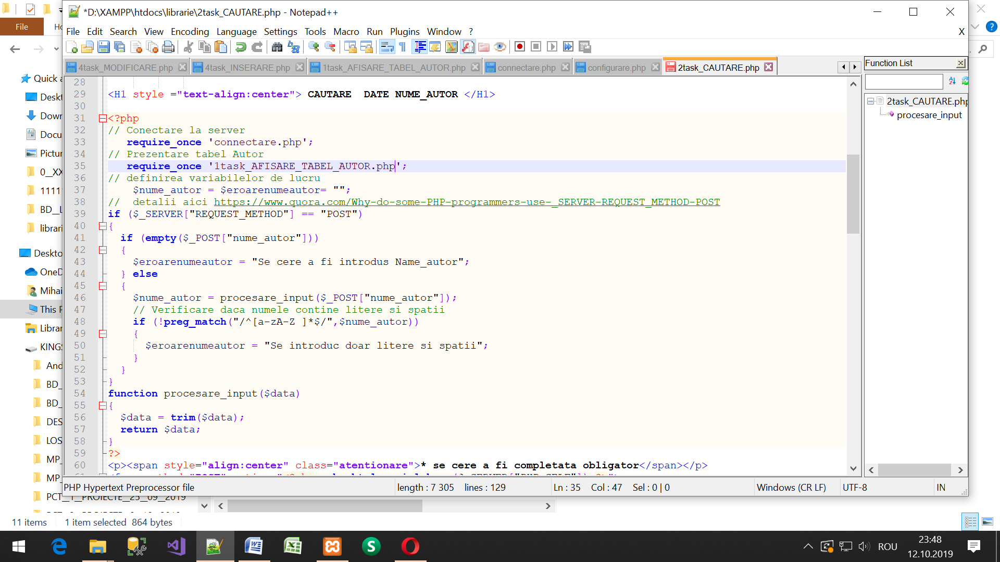 *D:\XAMPP\htdocs\librarie\2task_CAUTARE.php - Notepad++
File
File Edit Search View Encoding Language Settings Tools Macro Run Plugins Window ?
X
4task_MODIFICARE.php
4task_INSERARE.php
1task_AFISARE_TABEL_AUTOR.php
connectare.php
configurare.php
2task_CAUTARE.php
Function List
2task_CAUTARE.php
procesare_input
Quick a
Deskt
Down
Docu
Pictur
0__XX
1111
BD_L
librari
Deskto
OneD
Mihai
This P
Librar
KINGS
And
BD_
BD_
DES
LOS
MP_
MP_
PCT__1__PROIECTE__25__09__2019
28
29 <H1 style ="text-align:center"> CAUTARE  DATE NUME_AUTOR </H1>
30
31 <?php
32 // Conectare la server
33    require_once 'connectare.php';
34 // Prezentare tabel Autor
35    require_once '1task_AFISARE_TABEL_AUTOR.php';
36 // definirea variabilelor de lucru
37     $nume_autor = $eroarenumeautor= "";
38 //  detalii aici https://www.quora.com/Why-do-some-PHP-programmers-use-_SERVER-REQUEST_METHOD-POST
39 if ($_SERVER["REQUEST_METHOD"] == "POST")
40 {
41   if (empty($_POST["nume_autor"]))
42   {
43     $eroarenumeautor = "Se cere a fi introdus Name_autor";
44   } else
45   {
46     $nume_autor = procesare_input($_POST["nume_autor"]);
47     // Verificare daca numele contine litere si spatii
48     if (!preg_match("/^[a-zA-Z ]*$/",$nume_autor))
49     {
50       $eroarenumeautor = "Se introduc doar litere si spatii";
51     }
52   }
53 }
54 function procesare_input($data)
55 {
56   $data = trim($data);
57   return $data;
58 }
59 ?>
60 <p><span style="align:center" class="atentionare">* se cere a fi completata obligator</span></p>
PHP Hypertext Preprocessor file
length : 7 305 lines : 129
Ln : 35 Col : 47 Sel : 0 | 0
Windows (CR LF)
UTF-8
IN
11 items
1 item selected 864 bytes
ROU
23:48
12.10.2019